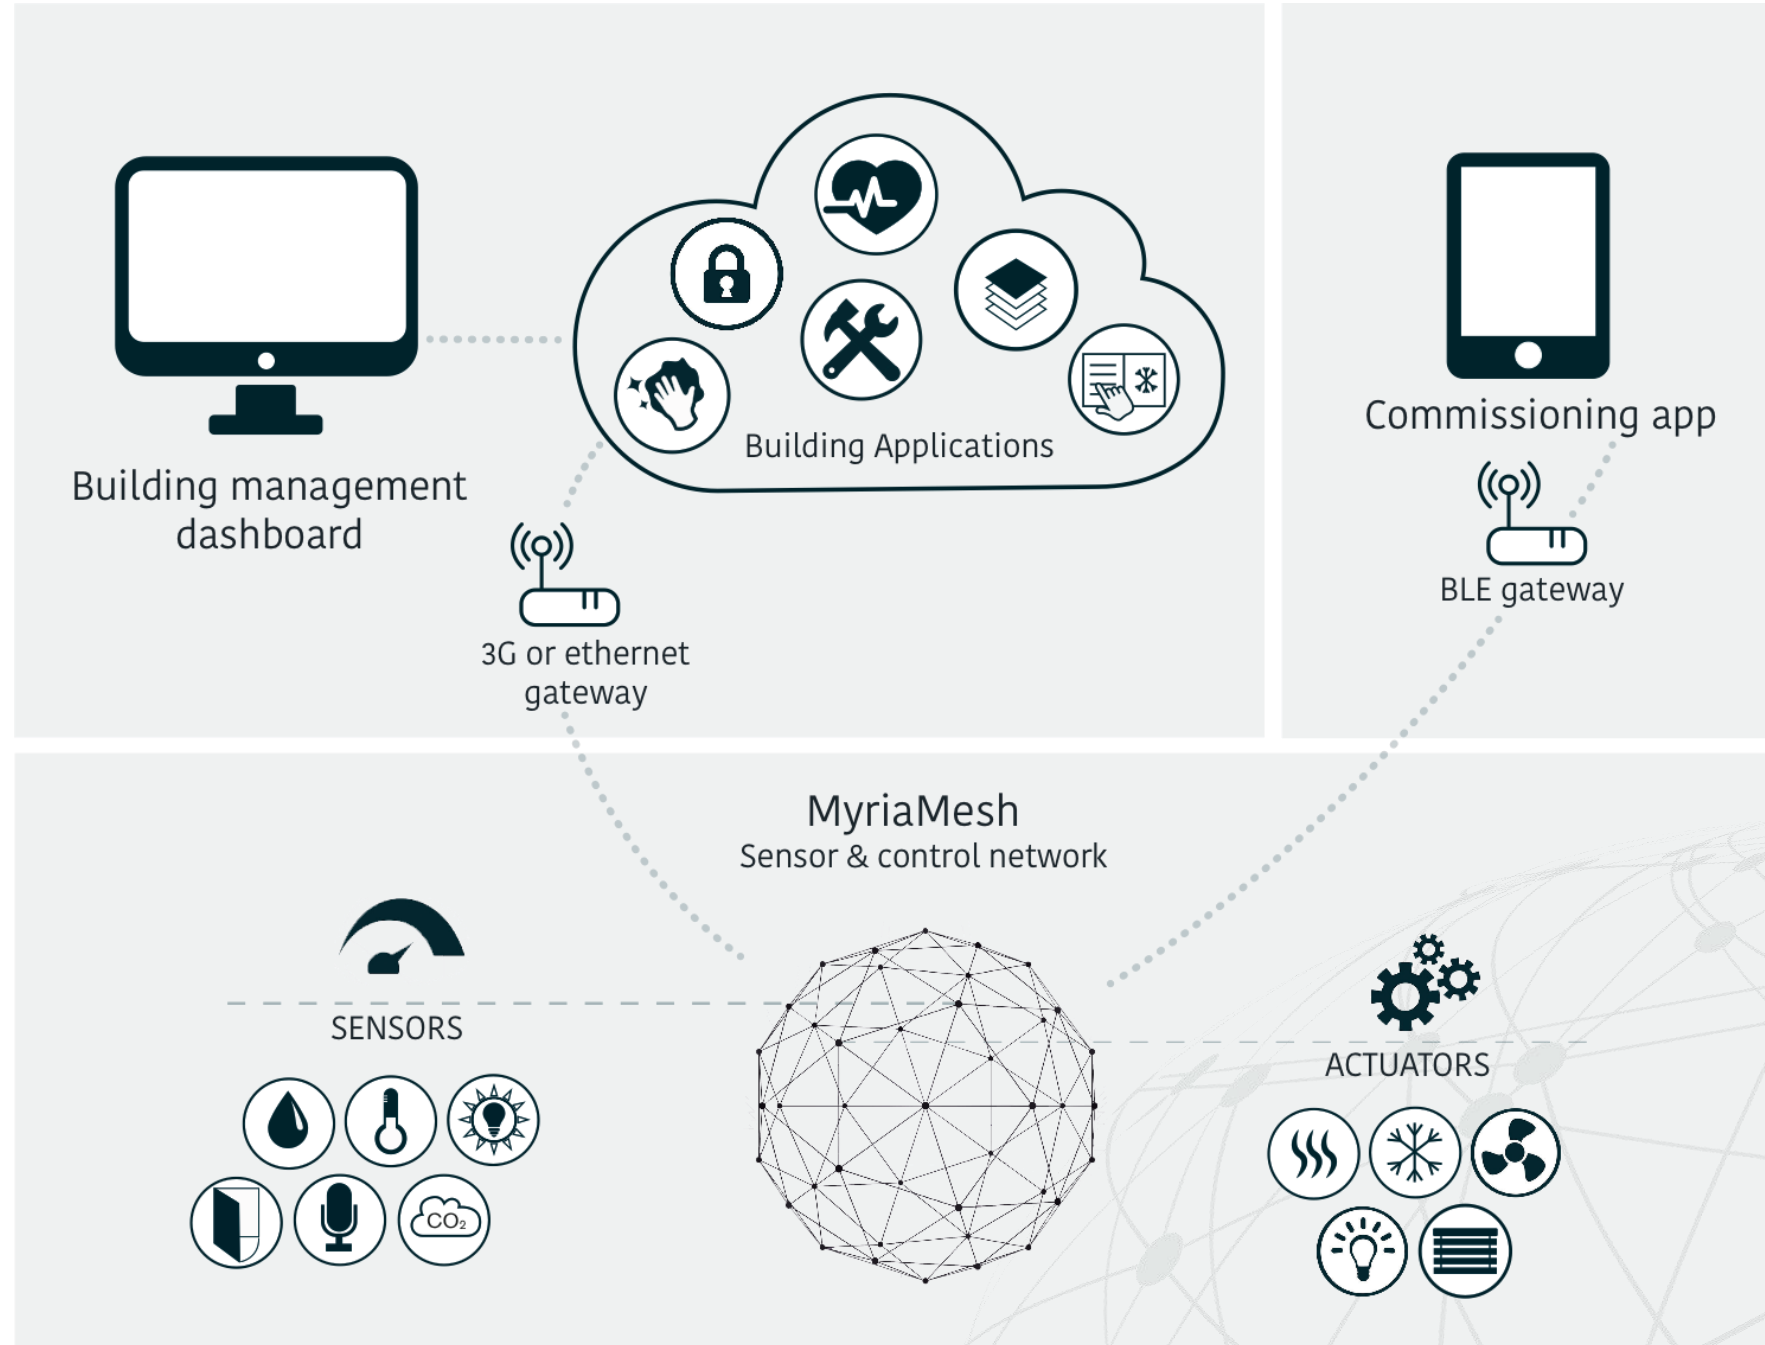 Building Applications
Building management
dashboard
3G or ethernet
gateway
Commissioning app
BLE gateway
MyriaMesh
Sensor & control network
SENSORS
CO₂
ACTUATORS